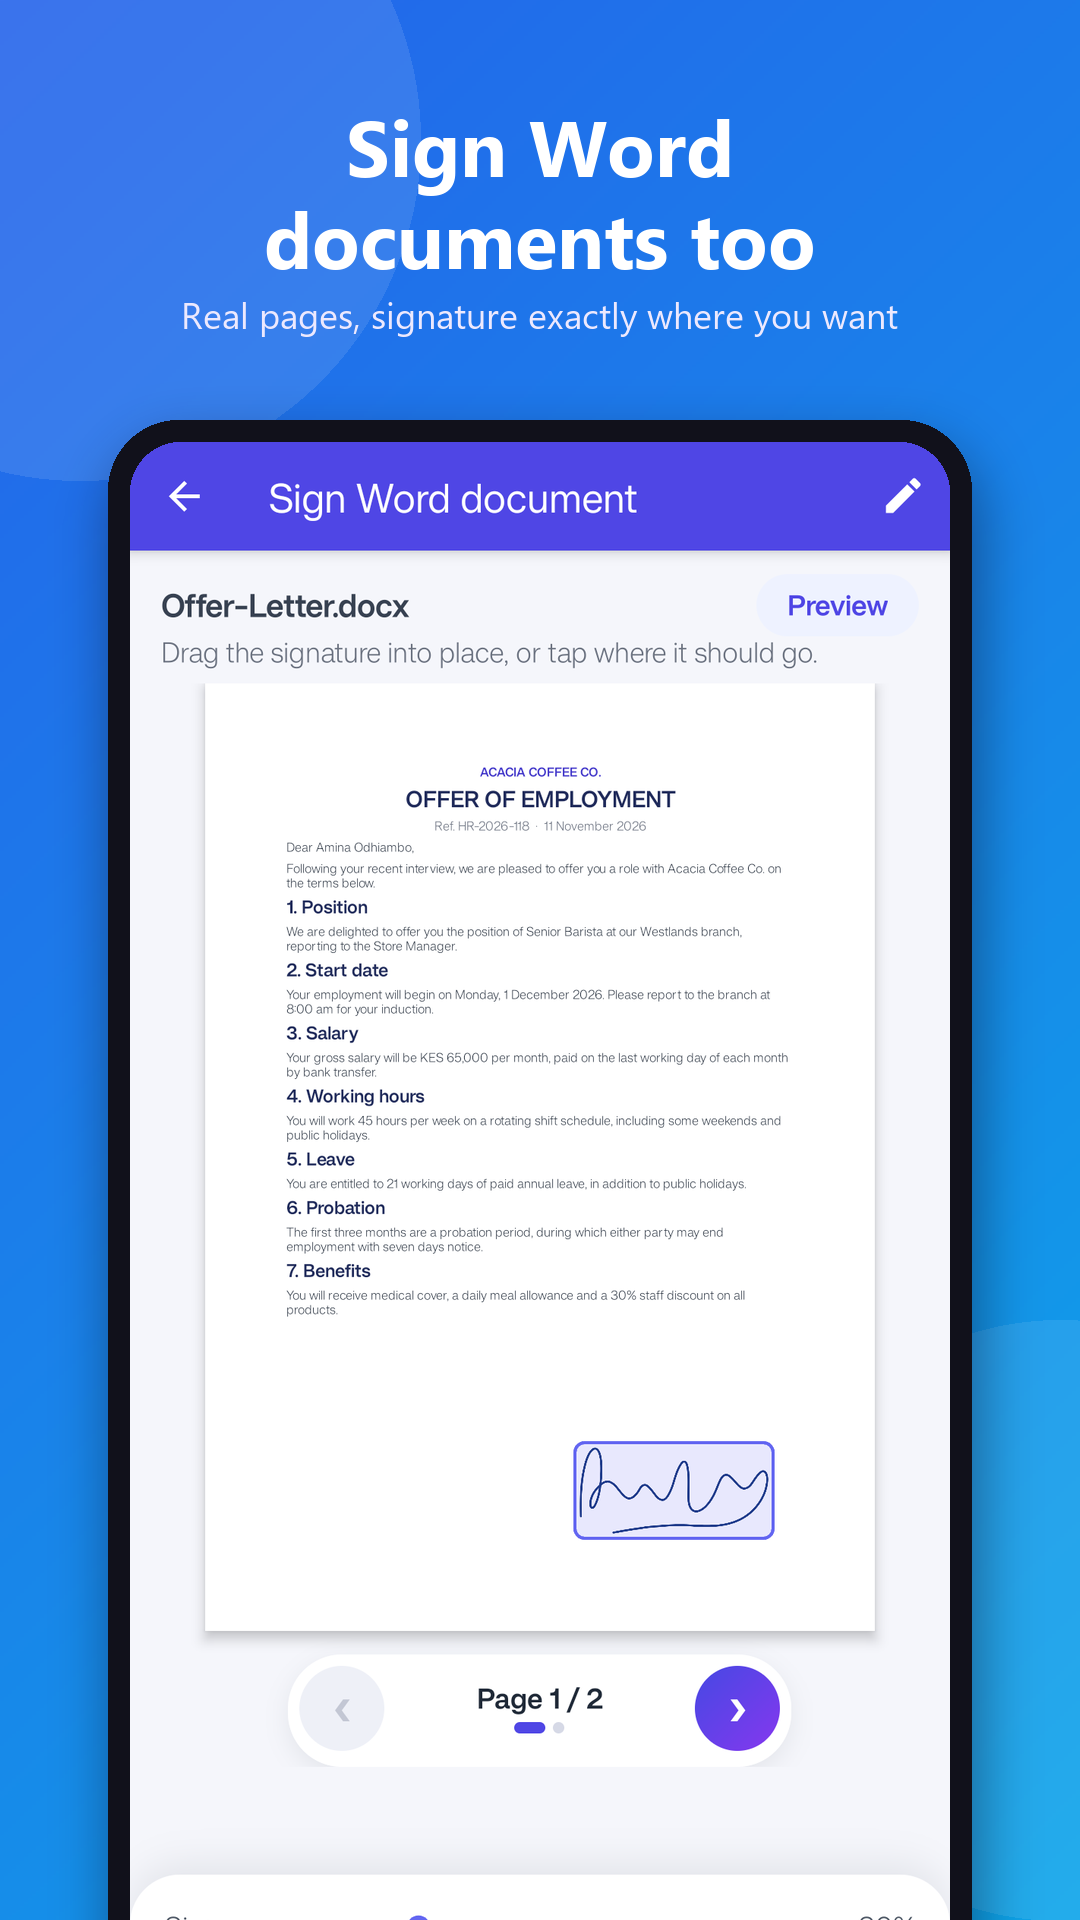 Sign Word
documents too
Real pages, signature exactly where you want
Sign Word document
Offer-Letter.docx
Preview
Drag the signature into place, or tap where it should go.
ACACIA COFFEE CO.
OFFER OF EMPLOYMENT
Ref. HR-2026-118 · 11 November 2026
Dear Amina Odhiambo,
Following your recent interview, we are pleased to offer you a role with Acacia Coffee Co. on
the terms below.
1. Position
We are delighted to offer you the position of Senior Barista at our Westlands branch,
reporting to the Store Manager.
2. Start date
Your employment will begin on Monday, 1 December 2026. Please report to the branch at
8:00 am for your induction.
3. Salary
Your gross salary will be KES 65,000 per month, paid on the last working day of each month
by bank transfer.
4. Working hours
You will work 45 hours per week on a rotating shift schedule, including some weekends and
public holidays.
5. Leave
You are entitled to 21 working days of paid annual leave, in addition to public holidays.
6. Probation
The first three months are a probation period, during which either party may end
employment with seven days notice.
7. Benefits
You will receive medical cover, a daily meal allowance and a 30% staff discount on all
products.
Page 1 / 2